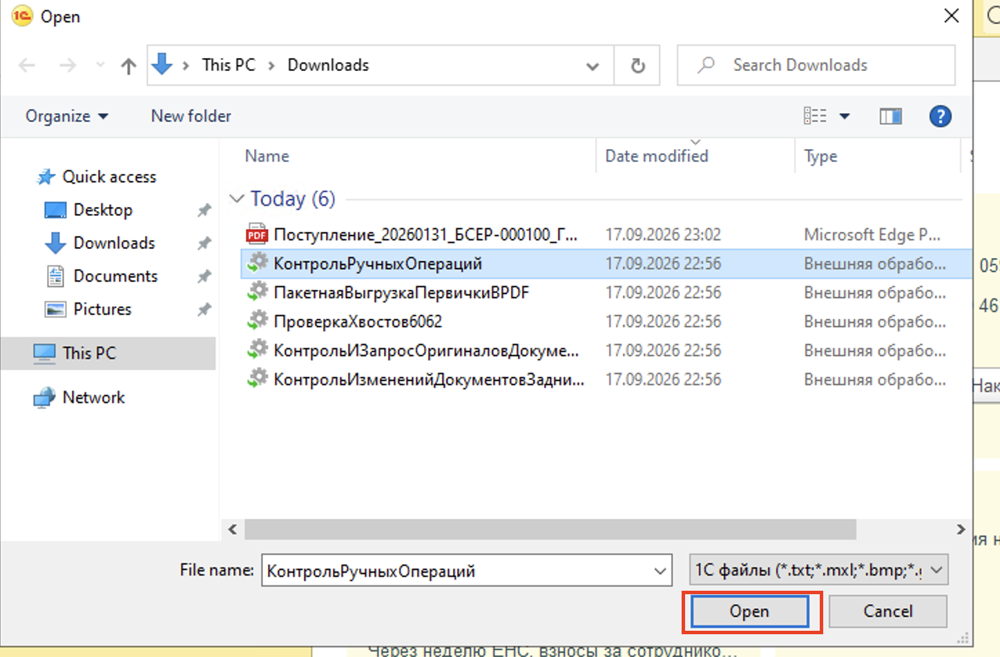 1С Open
This PC Downloads Search Downloads
Organize New folder ?
Name Date modified Type
Quick access
Desktop
Downloads
Documents
Pictures
This PC
Network
Today (6)
PDF Поступление_20260131_БСЕР-000100_Г... 17.09.2026 23:02 Microsoft Edge P...
КонтрольРучныхОпераций 17.09.2026 22:56 Внешняя обрабо...
ПакетнаяВыгрузкаПервичкиВPDF 17.09.2026 22:56 Внешняя обрабо...
ПроверкаХвостов6062 17.09.2026 22:56 Внешняя обрабо...
КонтрольИЗапросОригиналовДокуме... 17.09.2026 22:56 Внешняя обрабо...
КонтрольИзмененийДокументовЗадни... 17.09.2026 22:56 Внешняя обрабо...
05
46
Нак
File name: КонтрольРучныхОпераций 1С файлы (*.txt;*.mxl;*.bmp;*.
Open Cancel
Через неделю ЕНС, взносы за сотруднико...